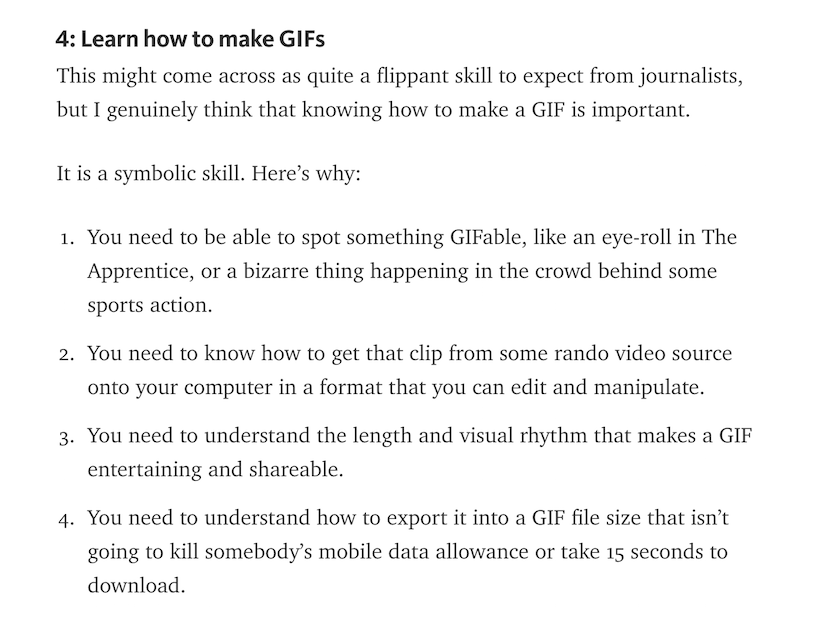 4: Learn how to make GIFs
This might come across as quite a flippant skill to expect from journalists,
but I genuinely think that knowing how to make a GIF is important.
It is a symbolic skill. Here’s why:
1. You need to be able to spot something GIFable, like an eye-roll in The
Apprentice, or a bizarre thing happening in the crowd behind some
sports action.
2. You need to know how to get that clip from some rando video source
onto your computer in a format that you can edit and manipulate.
3. You need to understand the length and visual rhythm that makes a GIF
entertaining and shareable.
4. You need to understand how to export it into a GIF file size that isn’t
going to kill somebody’s mobile data allowance or take 15 seconds to
download.